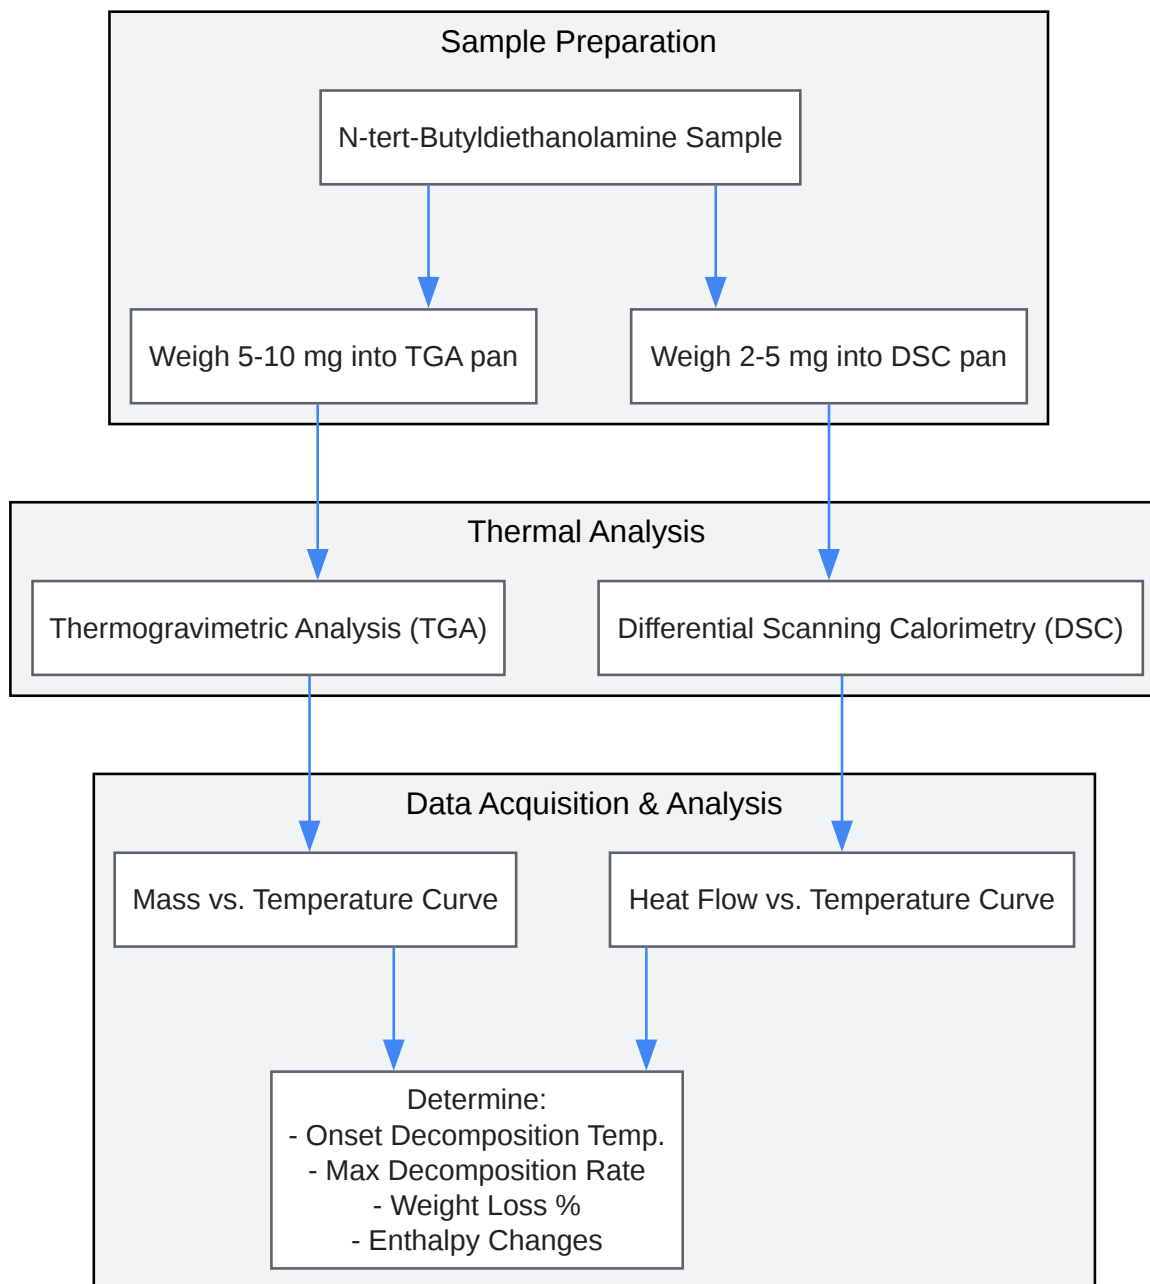 Sample Preparation
N-tert-Butyldiethanolamine Sample
Weigh 5-10 mg into TGA pan
Weigh 2-5 mg into DSC pan
Thermal Analysis
Thermogravimetric Analysis (TGA)
Differential Scanning Calorimetry (DSC)
Data Acquisition & Analysis
Mass vs. Temperature Curve
Heat Flow vs. Temperature Curve
Determine:
- Onset Decomposition Temp.
- Max Decomposition Rate
- Weight Loss %
- Enthalpy Changes